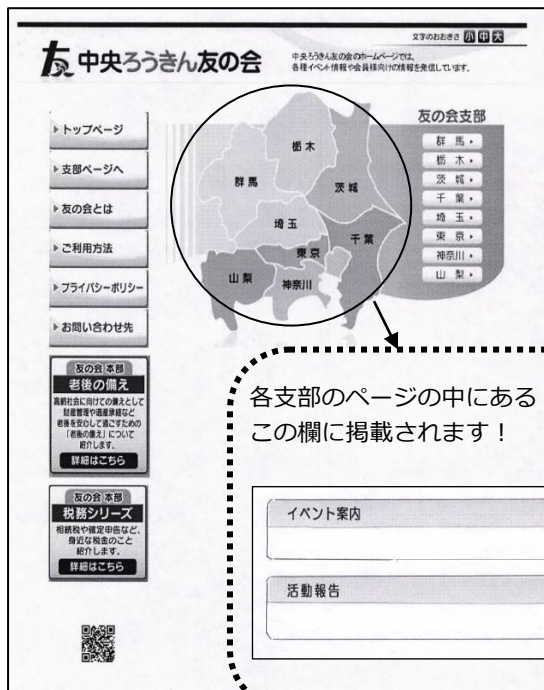 文字のおおきさ 小 中 大
友 中央ろうきん友の会
中央ろうきん友の会のホームページでは、
各種イベント情報や会員様向けの情報を発信しています。
トップページ
支部ページへ
友の会とは
ご利用方法
プライバシーポリシー
お問い合わせ先
栃木
群馬
茨城
埼玉
千葉
東京
山梨
神奈川
友の会支部
群馬
栃木
茨城
千葉
埼玉
東京
神奈川
山梨
友の会 本部
老後の備え
高齢社会に向けての備えとして
財産管理や遺産承継など
老後を安心して過ごすための
「老後の備え」について
紹介します。
詳細はこちら
友の会 本部
税務シリーズ
相続税や確定申告など、
身近な税金のこと
紹介します。
詳細はこちら
各支部のページの中にある
この欄に掲載されます！
イベント案内
活動報告